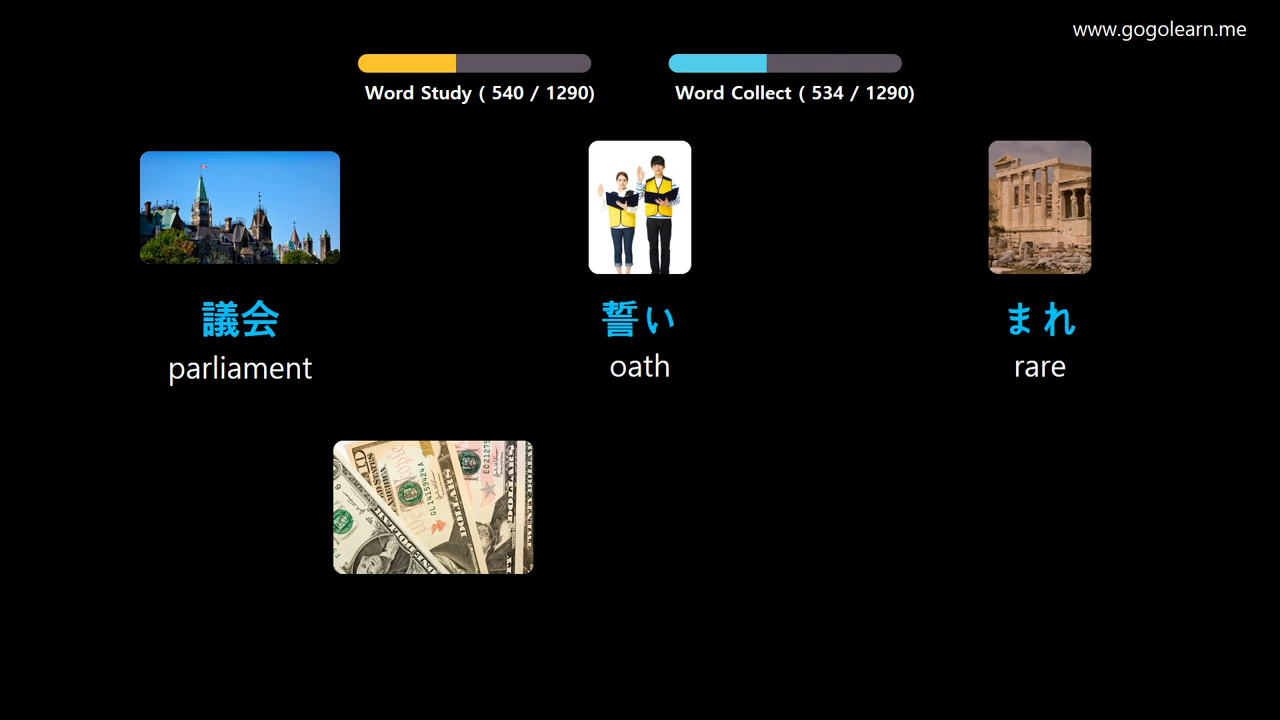 www.gogolearn.me
Word Study ( 540 / 1290)
Word Collect ( 534 / 1290)
議会
誓い
まれ
parliament
oath
rare